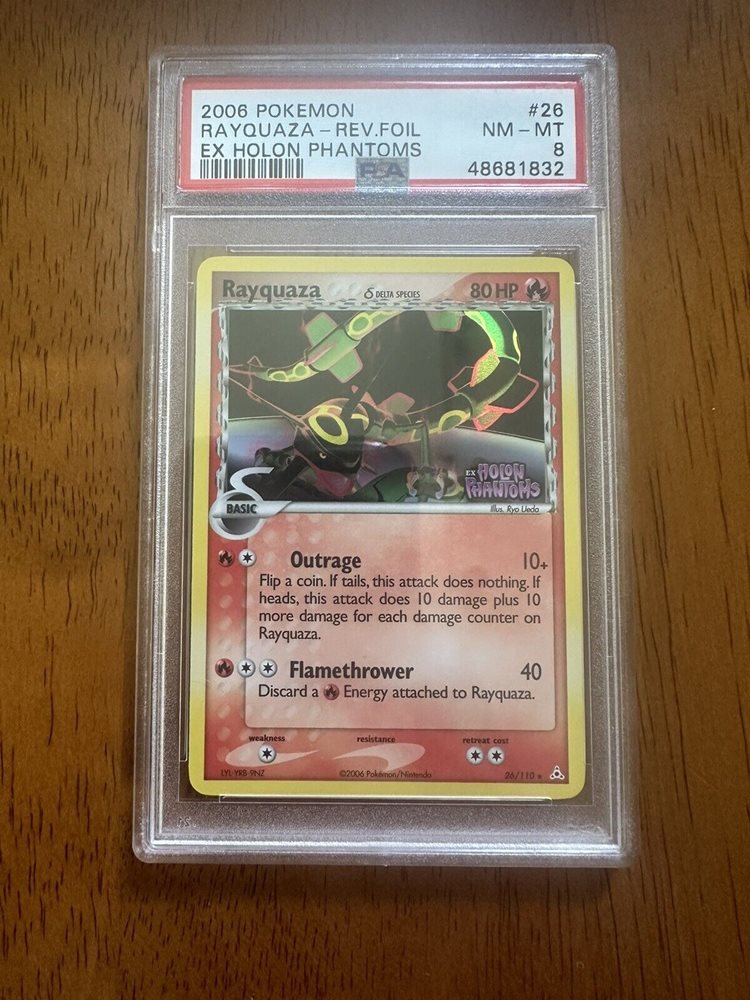 2006 POKEMON #26
RAYQUAZA - REV.FOIL NM - MT
EX HOLON PHANTOMS 8
PSA 48681832
Rayquaza δ DELTA SPECIES 80 HP
EX HOLON
PHANTOMS
BASIC
Illus. Ryo Ueda
Outrage 10+
Flip a coin. If tails, this attack does nothing. If
heads, this attack does 10 damage plus 10
more damage for each damage counter on
Rayquaza.
Flamethrower 40
Discard a Energy attached to Rayquaza.
weakness resistance retreat cost
LYL YRB 9NZ ©2006 Pokémon/Nintendo 26/110 ★